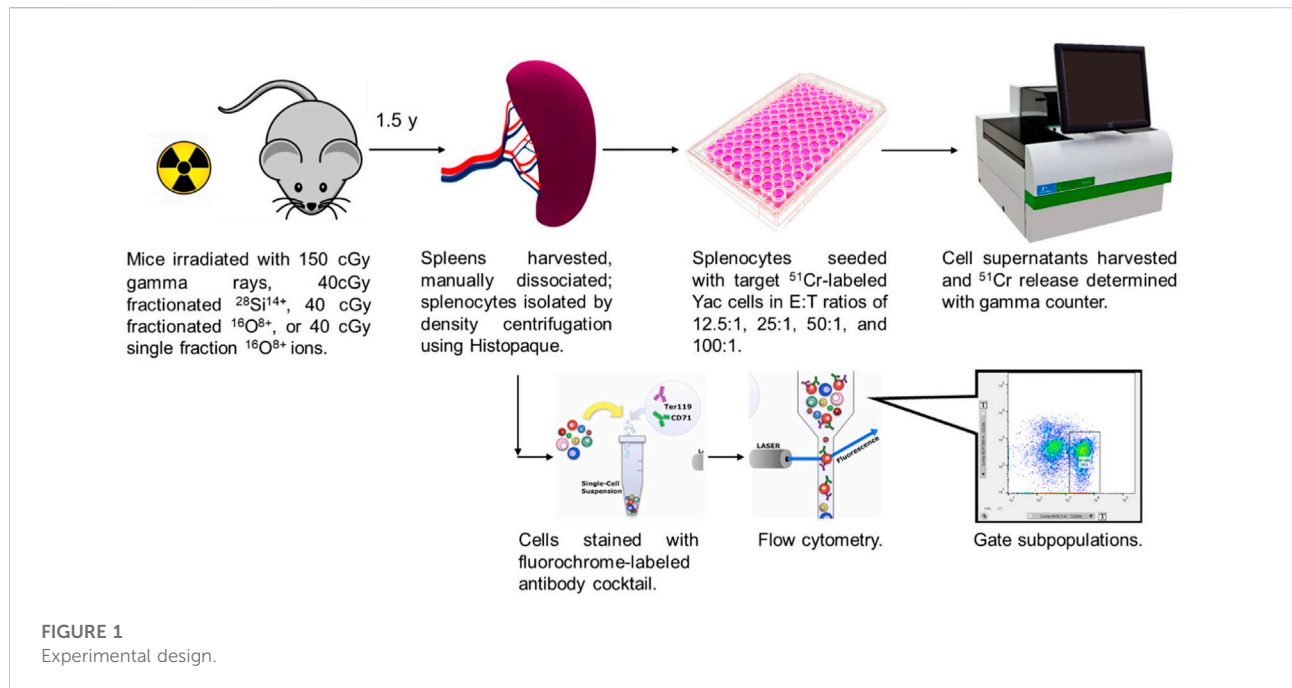 1.5 y
Mice irradiated with 150 cGy
gamma rays, 40cGy
fractionated ²⁸Si¹⁴⁺, 40 cGy
fractionated ¹⁶O⁸⁺, or 40 cGy
single fraction ¹⁶O⁸⁺ ions.
Spleens harvested,
manually dissociated;
splenocytes isolated by
density centrifugation
using Histopaque.
Splenocytes seeded
with target ⁵¹Cr-labeled
Yac cells in E:T ratios of
12.5:1, 25:1, 50:1, and
100:1.
Cell supernatants harvested
and ⁵¹Cr release determined
with gamma counter.
Ter119
CD71
Single-Cell
Suspension
LASER
Fluorescence
T
T
Cells stained with
fluorochrome-labeled
antibody cocktail.
Flow cytometry.
Gate subpopulations.
FIGURE 1
Experimental design.